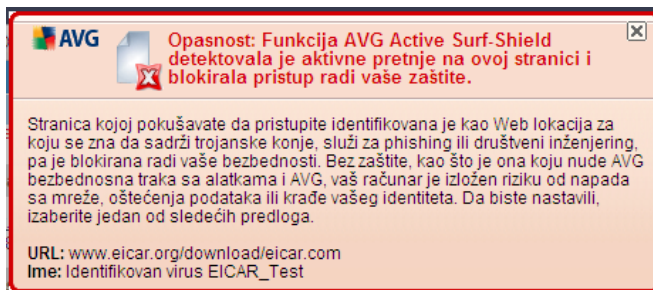 AVG
Opasnost: Funkcija AVG Active Surf-Shield
detektovala je aktivne pretnje na ovoj stranici i
blokirala pristup radi vaše zaštite.
Stranica kojoj pokušavate da pristupite identifikovana je kao Web lokacija za
koju se zna da sadrži trojanske konje, služi za phishing ili društveni inženjering,
pa je blokirana radi vaše bezbednosti. Bez zaštite, kao što je ona koju nude AVG
bezbednosna traka sa alatkama i AVG, vaš računar je izložen riziku od napada
sa mreže, oštećenja podataka ili krađe vašeg identiteta. Da biste nastavili,
izaberite jedan od sledećih predloga.
URL: www.eicar.org/download/eicar.com
Ime: Identifikovan virus EICAR_Test